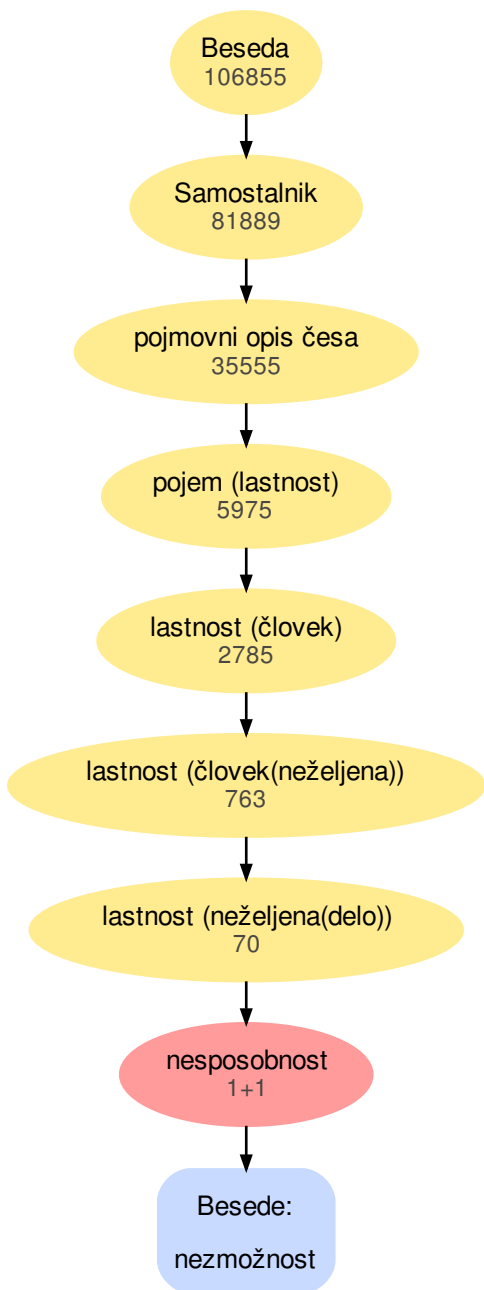 Beseda
106855
Samostalnik
81889
pojmovni opis česa
35555
pojem (lastnost)
5975
lastnost (človek)
2785
lastnost (človek(neželjena))
763
lastnost (neželjena(delo))
70
nesposobnost
1+1
Besede:
nezmožnost